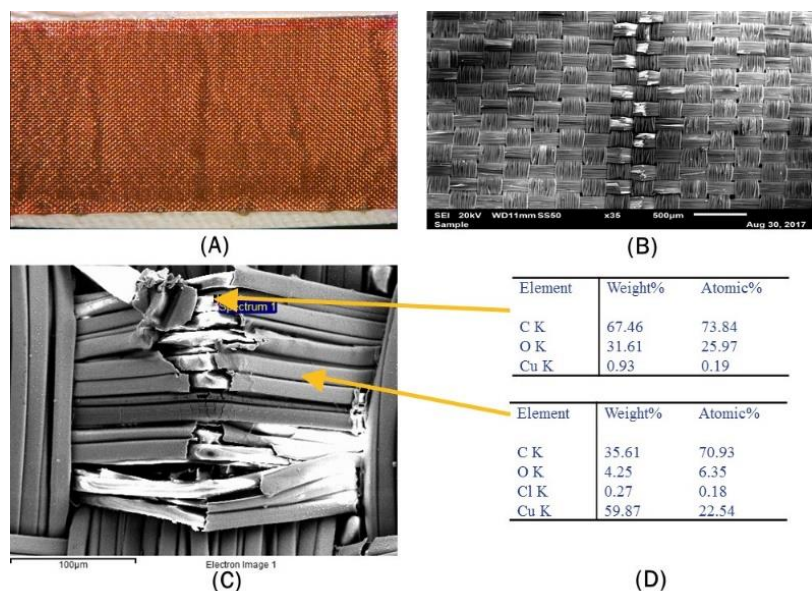 (A)
SEI 20kV WD11mm SS50 x35 500μm
Sample Aug 30, 2017
(B)
Spectrum 1
100μm Electron Image 1
(C)
Element Weight% Atomic%
C K 67.46 73.84
O K 31.61 25.97
Cu K 0.93 0.19
Element Weight% Atomic%
C K 35.61 70.93
O K 4.25 6.35
Cl K 0.27 0.18
Cu K 59.87 22.54
(D)